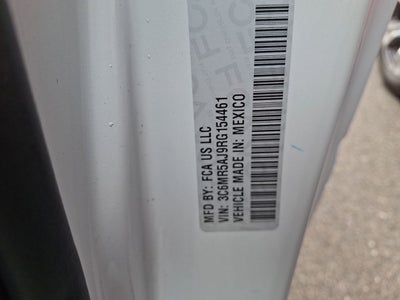 MFD BY: FCA US LLC
VIN: 3C6MR5AJ9RG154461
VEHICLE MADE IN: MEXICO